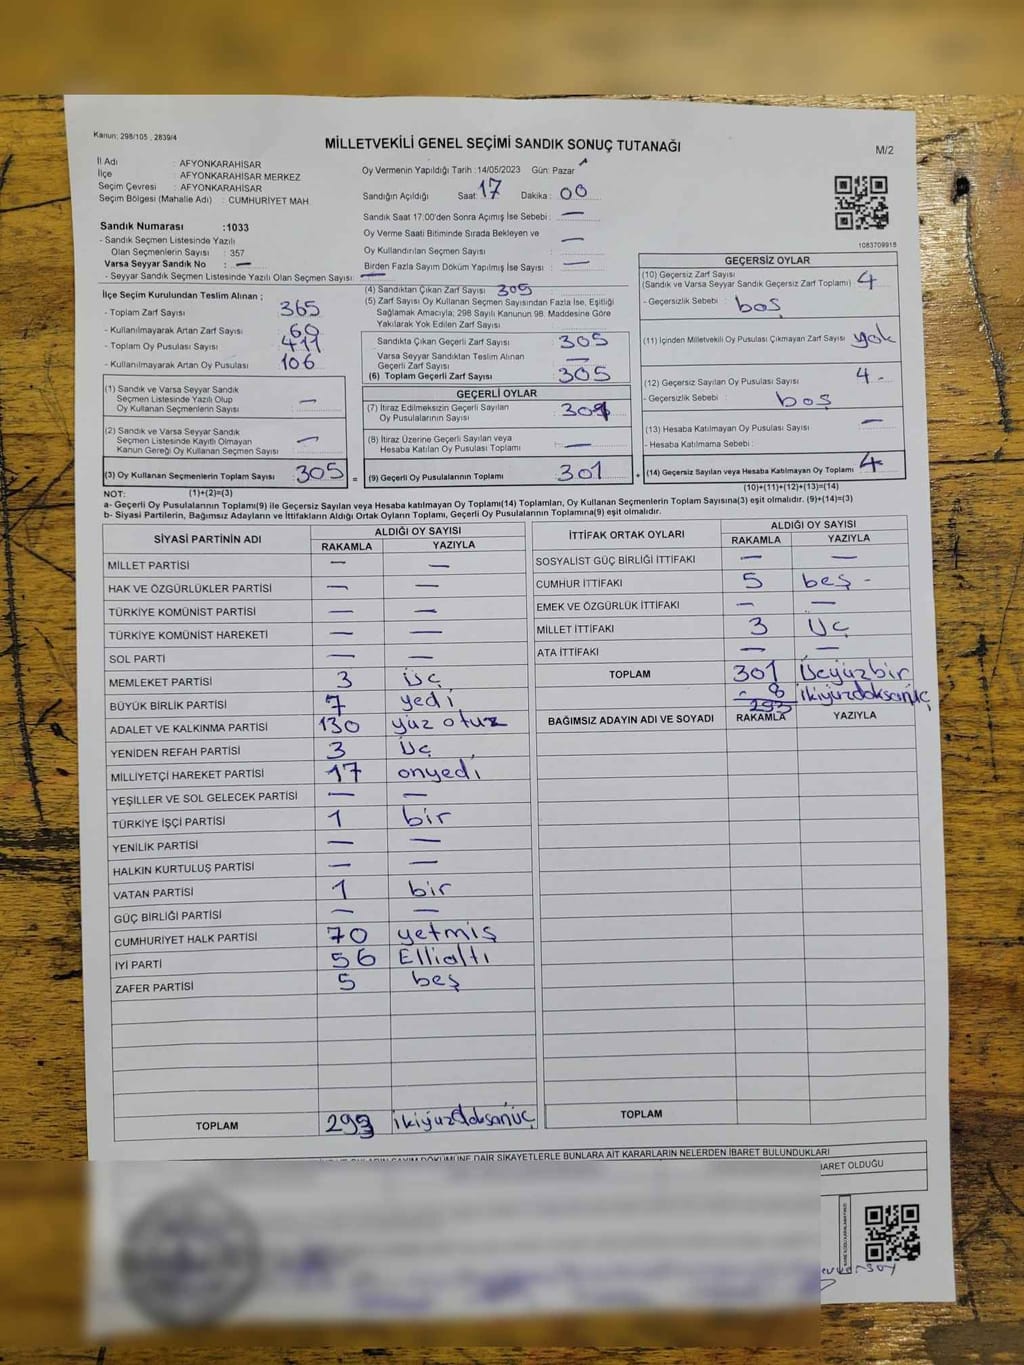 Kanun: 298/105 , 2839/4
MİLLETVEKİLİ GENEL SEÇİMİ SANDIK SONUÇ TUTANAĞI
M/2
İl Adı : AFYONKARAHİSAR
İlçe : AFYONKARAHİSAR MERKEZ
Seçim Çevresi : AFYONKARAHİSAR
Seçim Bölgesi (Mahalle Adı) : CUMHURİYET MAH.
Sandık Numarası :1033
- Sandık Seçmen Listesinde Yazılı
Olan Seçmenlerin Sayısı : 357
Varsa Seyyar Sandık No : —
- Seyyar Sandık Seçmen Listesinde Yazılı Olan Seçmen Sayısı: —
Oy Vermenin Yapıldığı Tarih :14/05/2023 Gün: Pazar
Sandığın Açıldığı Saat: 17 Dakika : 00
Sandık Saat 17.00'den Sonra Açımış İse Sebebi : —
Oy Verme Saati Bitiminde Sırada Bekleyen ve
Oy Kullandırılan Seçmen Sayısı : —
Birden Fazla Sayım Döküm Yapılmış İse Sayısı : —
1083709915
İlçe Seçim Kurulundan Teslim Alınan ;
- Toplam Zarf Sayısı : 365
- Kullanılmayarak Artan Zarf Sayısı : 60
- Toplam Oy Pusulası Sayısı : 411
- Kullanılmayarak Artan Oy Pusulası : 106
(1) Sandık ve Varsa Seyyar Sandık
Seçmen Listesinde Yazılı Olup
Oy Kullanan Seçmenlerin Sayısı : —
(2) Sandık ve Varsa Seyyar Sandık
Seçmen Listesinde Kayıtlı Olmayan
Kanun Gereği Oy Kullanan Seçmen Sayısı : —
(3) Oy Kullanan Seçmenlerin Toplam Sayısı : 305
(4) Sandıktan Çıkan Zarf Sayısı : 305
(5) Zarf Sayısı Oy Kullanan Seçmen Sayısından Fazla İse, Eşitliği
Sağlamak Amacıyla; 298 Sayılı Kanunun 98. Maddesine Göre
Yakılarak Yok Edilen Zarf Sayısı :
Sandıkta Çıkan Geçerli Zarf Sayısı : 305
Varsa Seyyar Sandıktan Teslim Alınan
Geçerli Zarf Sayısı : —
(6) Toplam Geçerli Zarf Sayısı : 305
GEÇERLİ OYLAR
(7) İtiraz Edilmeksizin Geçerli Sayılan
Oy Pusulalarının Sayısı : 301
(8) İtiraz Üzerine Geçerli Sayılan veya
Hesaba Katılan Oy Pusulası Toplamı : —
= (9) Geçerli Oy Pusulalarının Toplamı 301 +
GEÇERSİZ OYLAR
(10) Geçersiz Zarf Sayısı
(Sandık ve Varsa Seyyar Sandık Geçersiz Zarf Toplamı) : 4
- Geçersizlik Sebebi : boş
(11) İçinden Milletvekili Oy Pusulası Çıkmayan Zarf Sayısı : yok
(12) Geçersiz Sayılan Oy Pusulası Sayısı : 4 -
- Geçersizlik Sebebi : boş
(13) Hesaba Katılmayan Oy Pusulası Sayısı : —
- Hesaba Katılmama Sebebi :
(14) Geçersiz Sayılan veya Hesaba Katılmayan Oy Toplamı : 4
NOT: (1)+(2)=(3) (10)+(11)+(12)+(13)=(14)
a- Geçerli Oy Pusulalarının Toplamı(9) ile Geçersiz Sayılan veya Hesaba katılmayan Oy Toplamı(14) Toplamları, Oy Kullanan Seçmenlerin Toplam Sayısına(3) eşit olmalıdır. (9)+(14)=(3)
b- Siyasi Partilerin, Bağımsız Adayların ve İttifakların Aldığı Ortak Oyların Toplamı, Geçerli Oy Pusulalarının Toplamına(9) eşit olmalıdır.
SİYASİ PARTİNİN ADI ALDIĞI OY SAYISI
RAKAMLA YAZIYLA
MİLLET PARTİSİ — —
HAK VE ÖZGÜRLÜKLER PARTİSİ — —
TÜRKİYE KOMÜNİST PARTİSİ — —
TÜRKİYE KOMÜNİST HAREKETİ — —
SOL PARTİ — —
MEMLEKET PARTİSİ 3 üç
BÜYÜK BİRLİK PARTİSİ 7 yedi
ADALET VE KALKINMA PARTİSİ 130 yüz otuz
YENİDEN REFAH PARTİSİ 3 üç
MİLLİYETÇİ HAREKET PARTİSİ 17 onyedi
YEŞİLLER VE SOL GELECEK PARTİSİ — —
TÜRKİYE İŞÇİ PARTİSİ 1 bir
YENİLİK PARTİSİ — —
HALKIN KURTULUŞ PARTİSİ — —
VATAN PARTİSİ 1 bir
GÜÇ BİRLİĞİ PARTİSİ — —
CUMHURİYET HALK PARTİSİ 70 yetmiş
İYİ PARTİ 56 Ellialtı
ZAFER PARTİSİ 5 beş
TOPLAM 293 ikiyüzdoksanüç
İTTİFAK ORTAK OYLARI ALDIĞI OY SAYISI
RAKAMLA YAZIYLA
SOSYALİST GÜÇ BİRLİĞİ İTTİFAKI — —
CUMHUR İTTİFAKI 5 beş -
EMEK VE ÖZGÜRLÜK İTTİFAKI — —
MİLLET İTTİFAKI 3 Üç
ATA İTTİFAKI — —
TOPLAM 301 Üçyüzbir
- 8 ikiyüzdoksanüç
293
BAĞIMSIZ ADAYIN ADI VE SOYADI RAKAMLA YAZIYLA
TOPLAM
DÖKÜMÜNE DAİR ŞİKAYETLERLE BUNLARA AİT KARARLARIN NELERDEN İBARET BULUNDUKLARI
BARET OLDUĞU